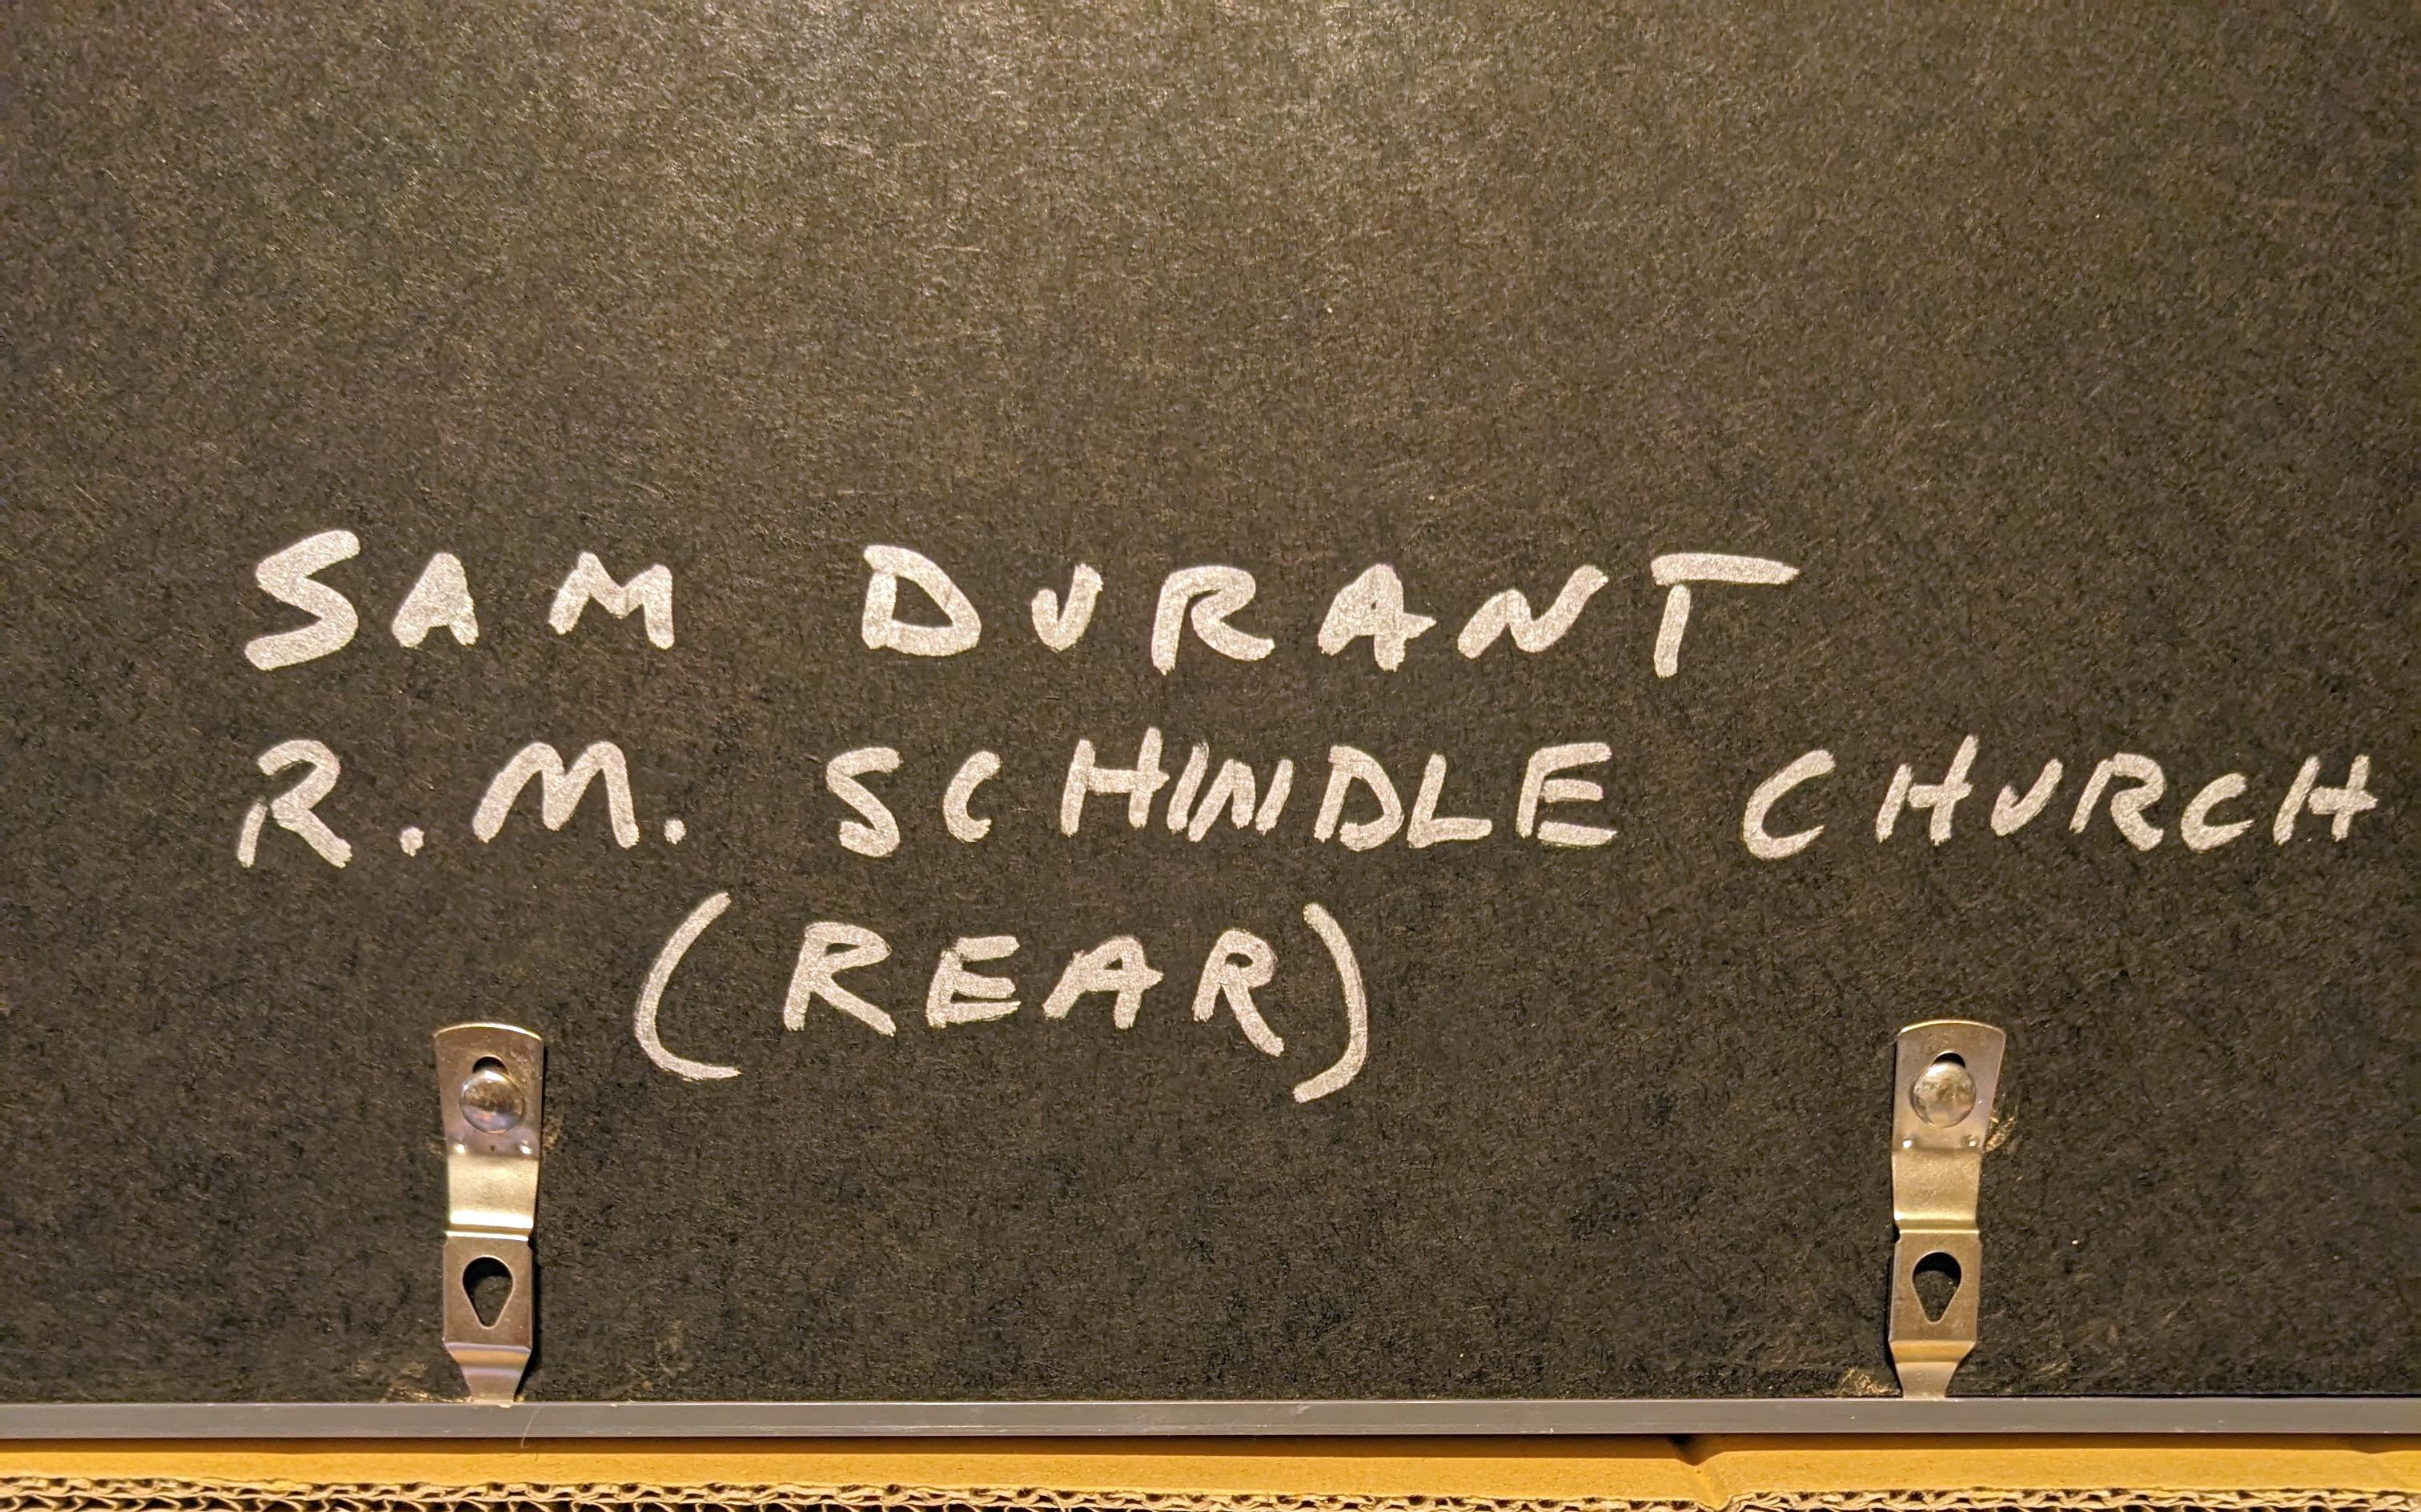 SAM DURANT
R.M. SCHINDLE CHURCH
(REAR)